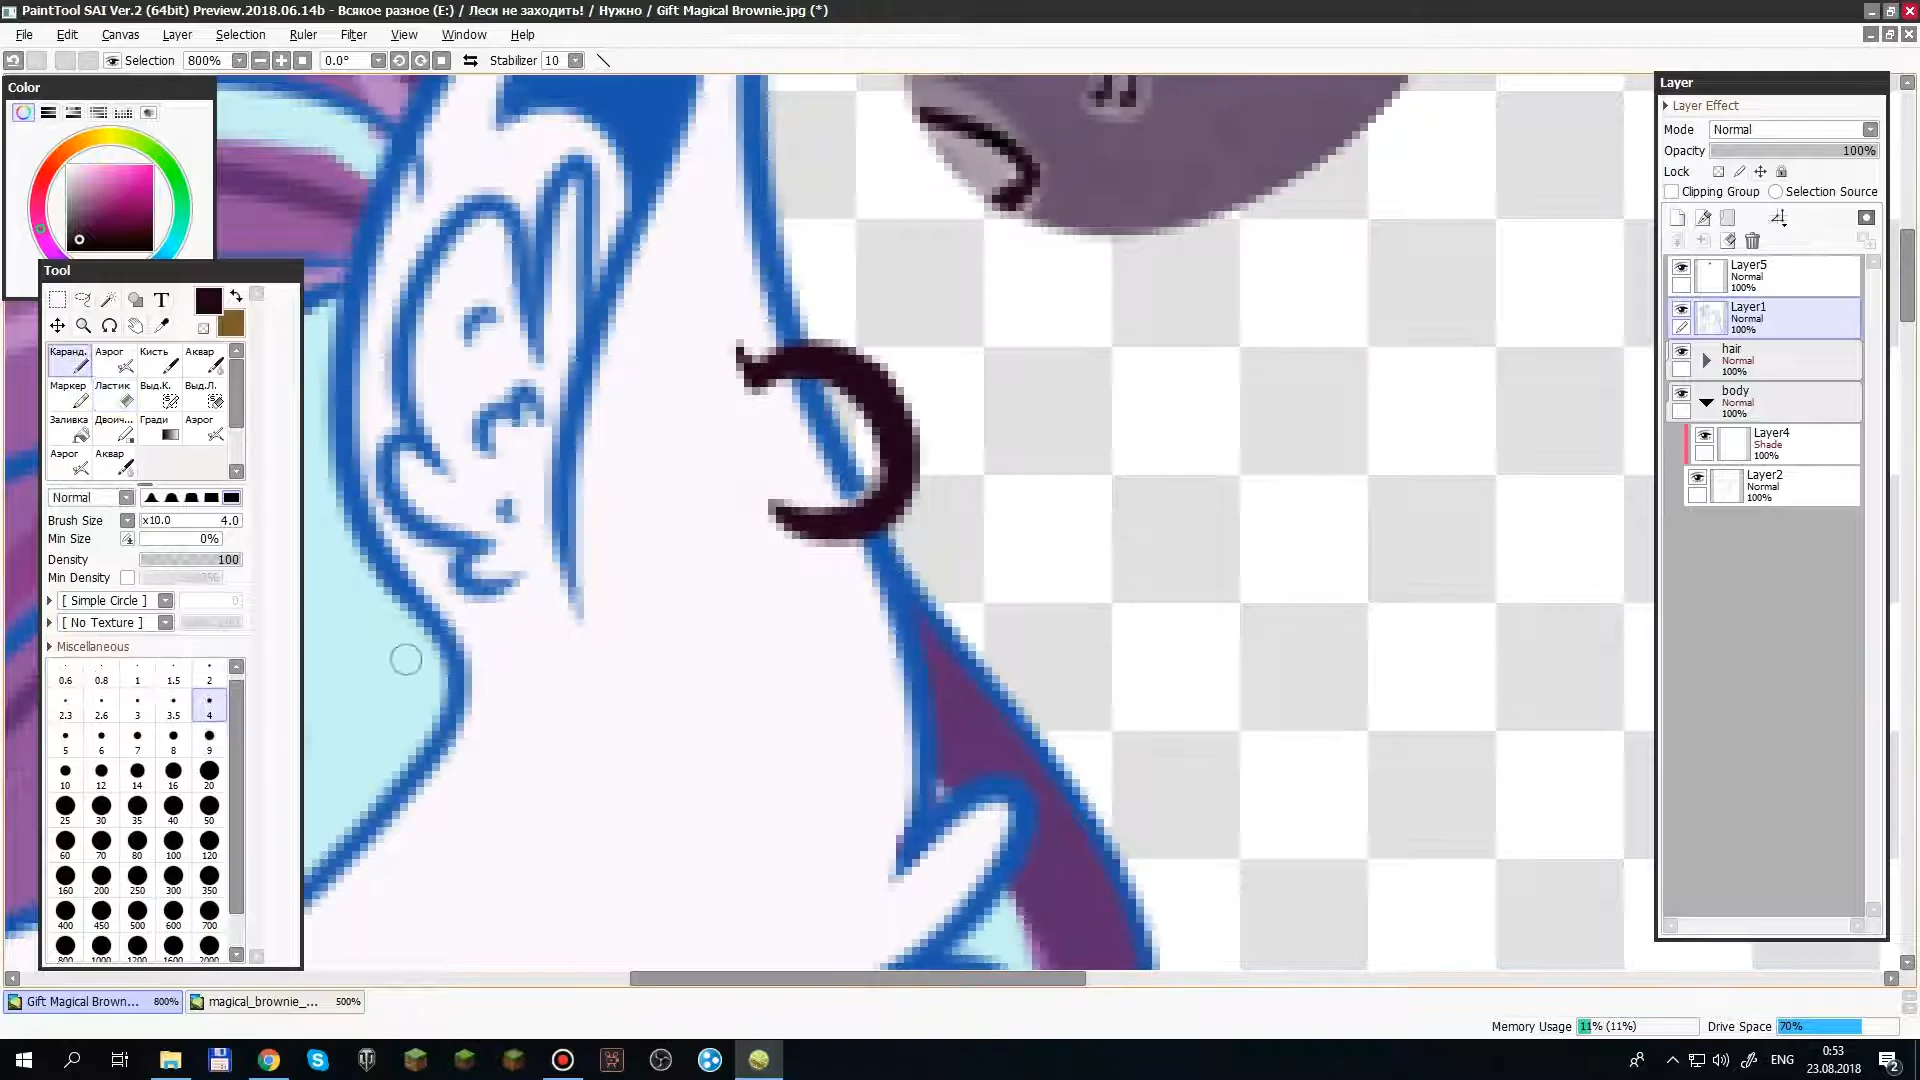 PaintTool SAI Ver.2 (64bit) Preview.2018.06.14b - Всякое разное (E:) / Леси не заходить! / Нужно / Gift Magical Brownie.jpg (*)
File Edit Canvas Layer Selection Ruler Filter View Window Help
Selection 800% 0.0° Stabilizer 10
Color
Tool
T
Каранд. Аэрог Кисть Аквар
Маркер Ластик Выд.К. Выд.Л.
Заливка Двоич... Гради Аэрог
Аэрог Аквар
Normal
Brush Size x10.0 4.0
Min Size 0%
Density 100
Min Density
[ Simple Circle ] 0
[ No Texture ]
Miscellaneous
0.6 0.8 1 1.5 2
2.3 2.6 3 3.5 4
5 6 7 8 9
10 12 14 16 20
25 30 35 40 50
60 70 80 100 120
160 200 250 300 350
400 450 500 600 700
800 1000 1200 1600 2000
Layer
Layer Effect
Mode Normal
Opacity 100%
Lock
Clipping Group Selection Source
Layer5
Normal
100%
Layer1
Normal
100%
hair
Normal
100%
body
Normal
100%
Layer4
Shade
100%
Layer2
Normal
100%
Gift Magical Brown... 800% magical_brownie_... 500%
Memory Usage 11% (11%) Drive Space 70%
ENG
0:53
23.08.2018
2